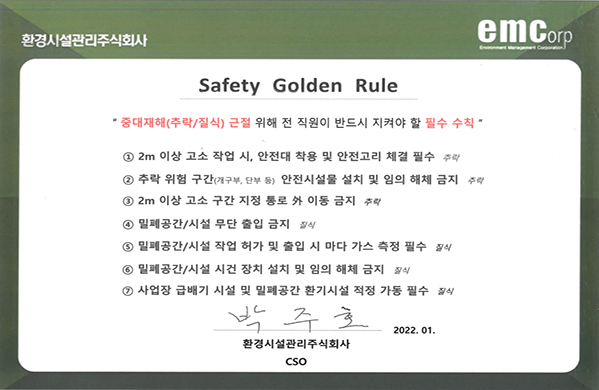 환경시설관리주식회사
emcorp
Environment Management Corporation
Safety Golden Rule
" 중대재해(추락/질식) 근절 위해 전 직원이 반드시 지켜야 할 필수 수칙 "
① 2m 이상 고소 작업 시, 안전대 착용 및 안전고리 체결 필수 추락
② 추락 위험 구간(개구부, 단부 등) 안전시설물 설치 및 임의 해체 금지 추락
③ 2m 이상 고소 구간 지정 통로 外 이동 금지 추락
④ 밀폐공간/시설 무단 출입 금지 질식
⑤ 밀폐공간/시설 작업 허가 및 출입 시 마다 가스 측정 필수 질식
⑥ 밀폐공간/시설 시건 장치 설치 및 임의 해체 금지 질식
⑦ 사업장 급배기 시설 및 밀폐공간 환기시설 적정 가동 필수 질식
박주호 2022. 01.
환경시설관리주식회사
CSO